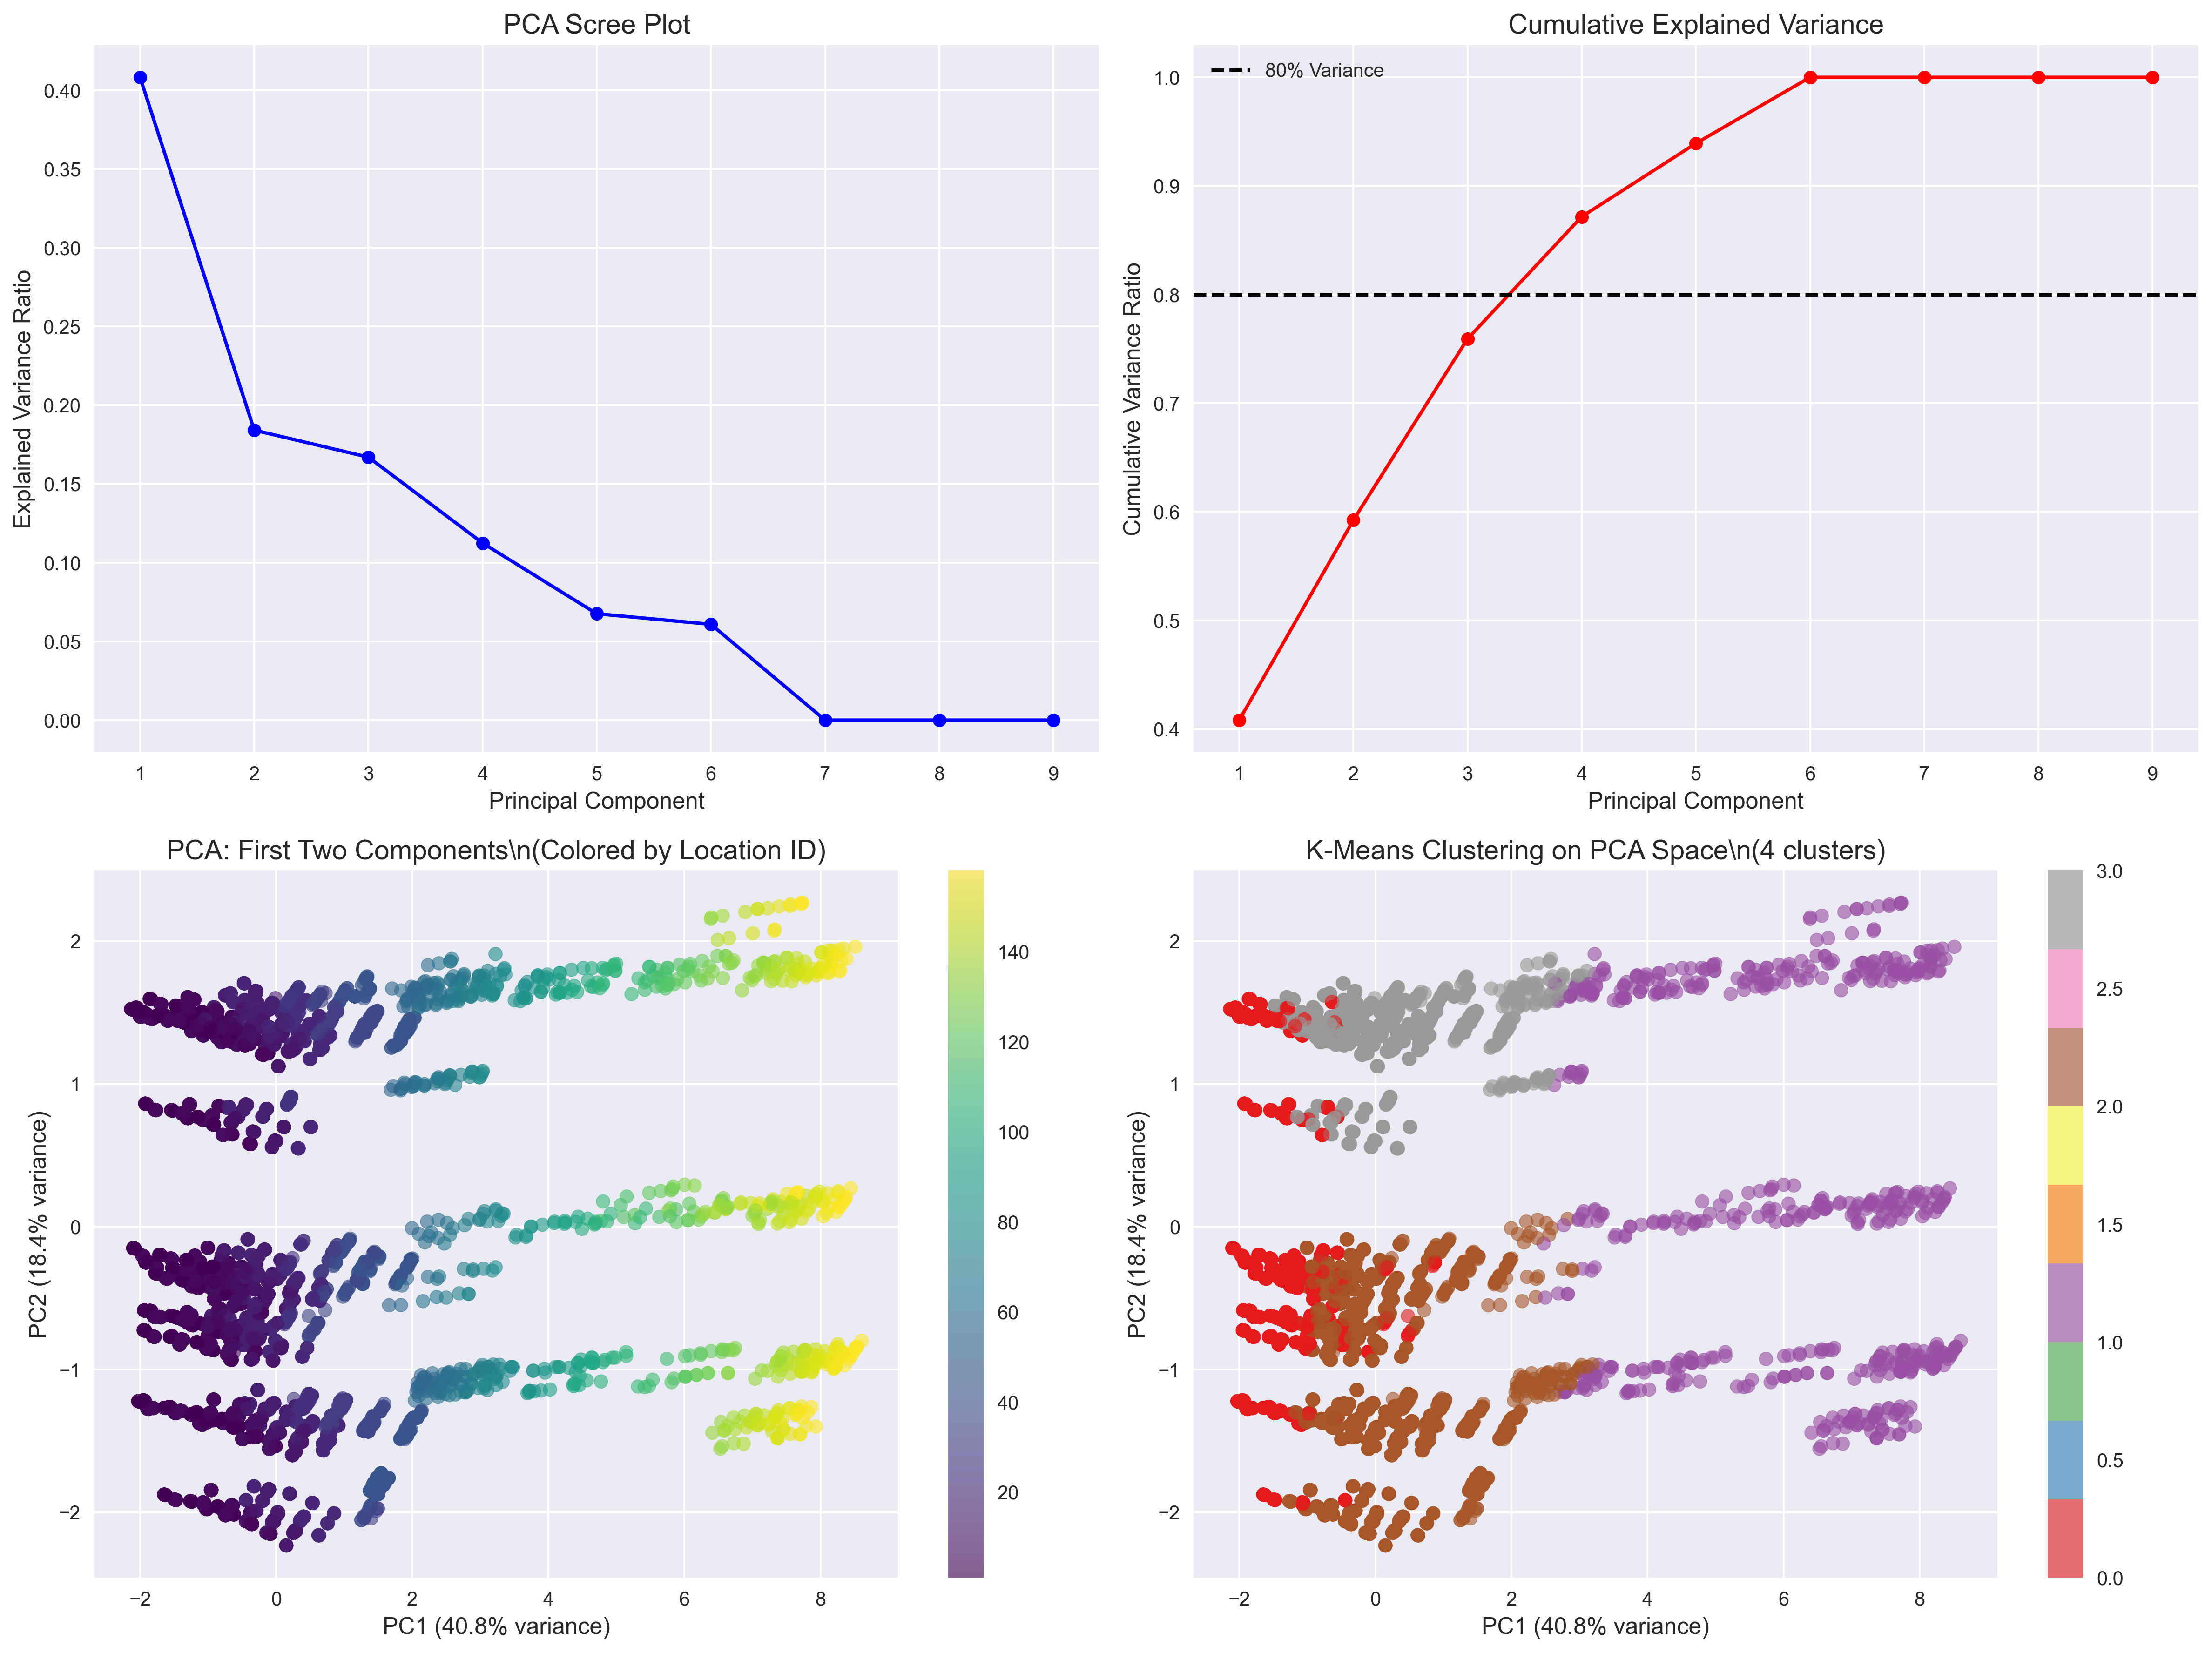 PCA Scree Plot
Explained Variance Ratio
0.40
0.35
0.30
0.25
0.20
0.15
0.10
0.05
0.00
1 2 3 4 5 6 7 8 9
Principal Component
Cumulative Explained Variance
80% Variance
Cumulative Variance Ratio
1.0
0.9
0.8
0.7
0.6
0.5
0.4
1 2 3 4 5 6 7 8 9
Principal Component
PCA: First Two Components\n(Colored by Location ID)
PC2 (18.4% variance)
2
1
0
−1
−2
−2 0 2 4 6 8
PC1 (40.8% variance)
140
120
100
80
60
40
20
K-Means Clustering on PCA Space\n(4 clusters)
PC2 (18.4% variance)
2
1
0
−1
−2
−2 0 2 4 6 8
PC1 (40.8% variance)
3.0
2.5
2.0
1.5
1.0
0.5
0.0